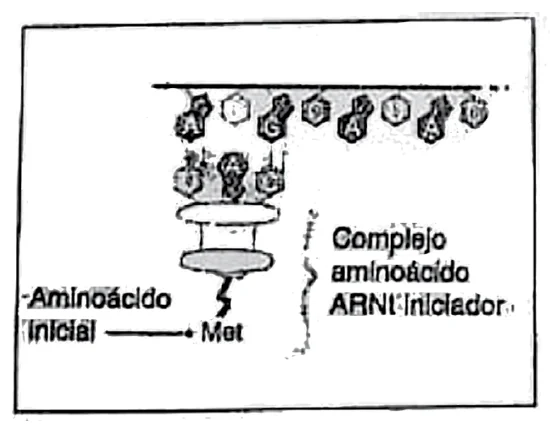 A G A A
A
Complejo
aminoácido
ARNt iniciador
Aminoácido
inicial
Met